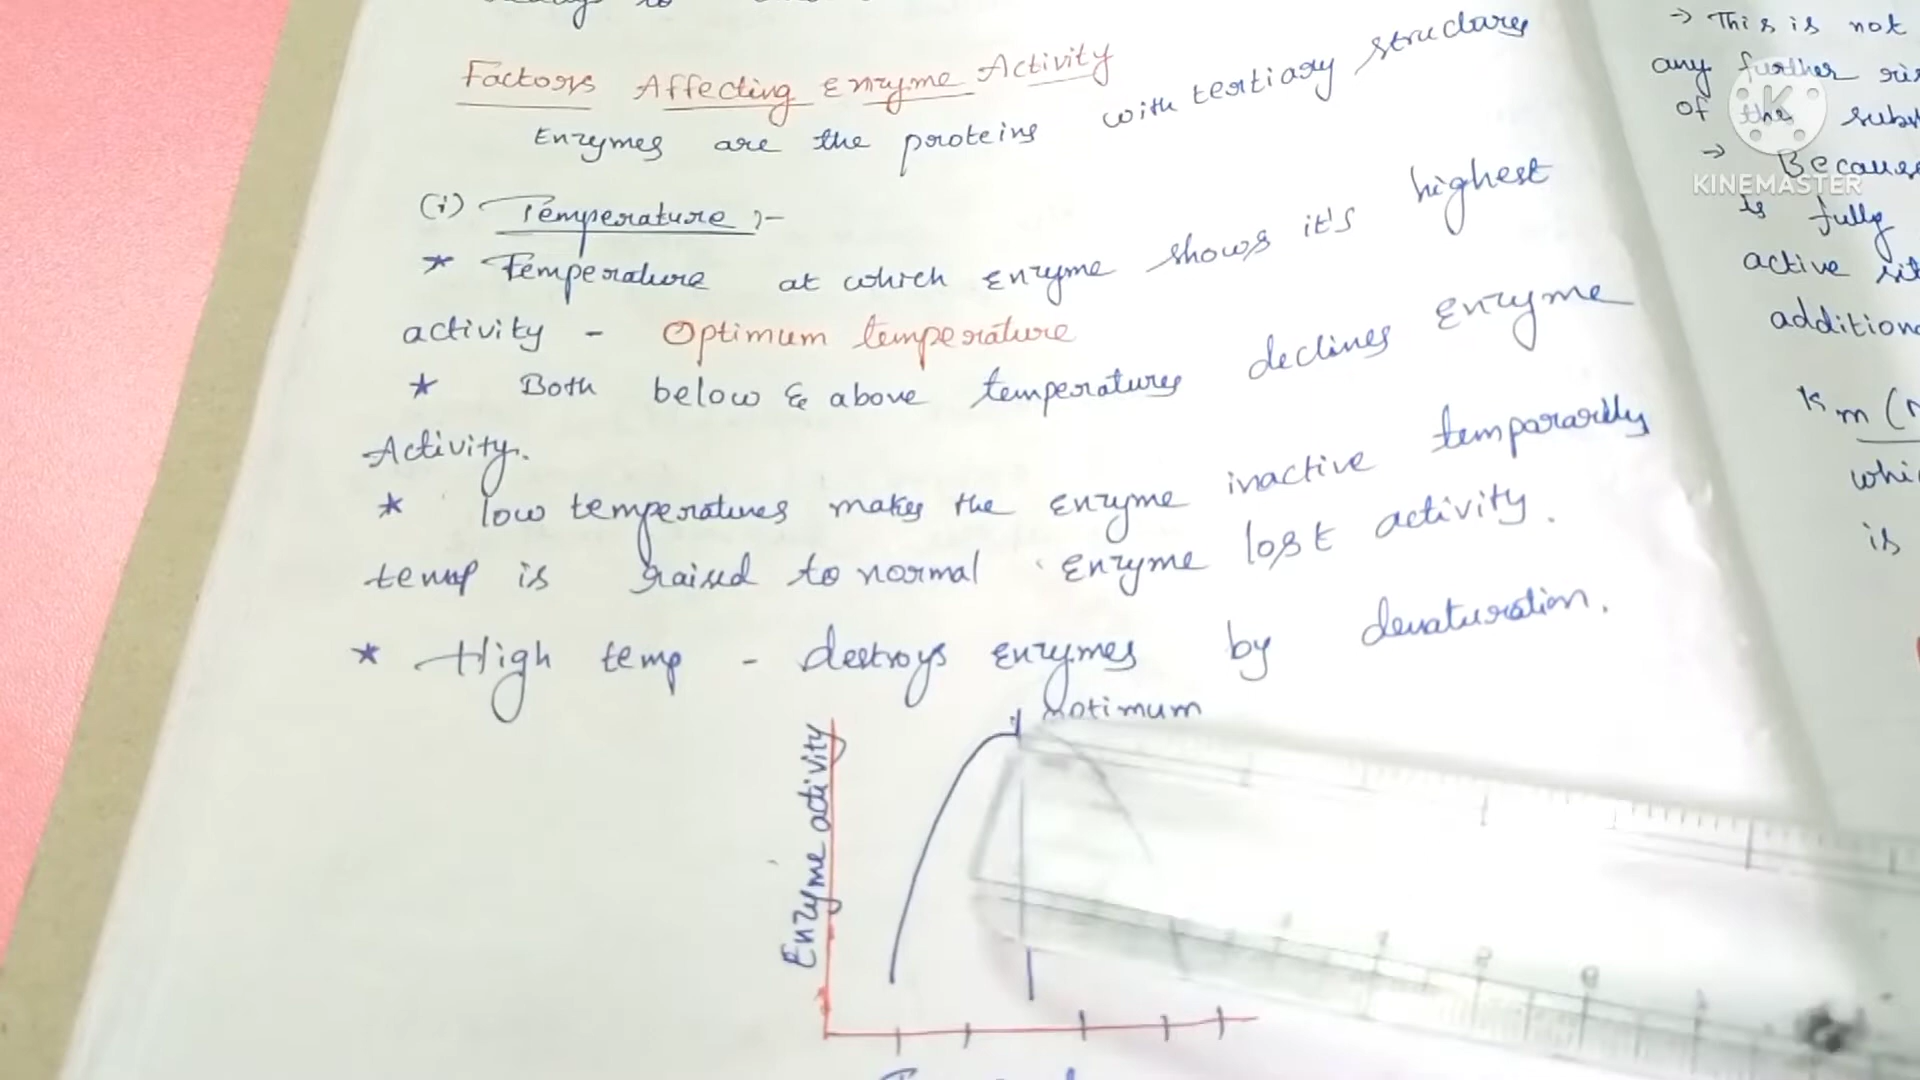 Factors Affecting Enzyme Activity
Enzymes are the proteins with tertiary structures
(i) Temperature :-
* Temperature at which enzyme shows it's highest
activity - Optimum temperature
* Both below & above temperatures declines enzyme
Activity.
* low temperatures makes the enzyme inactive temporarily
temp is raised to normal enzyme lost activity.
* High temp - destroys enzymes by denaturation.
optimum
Enzyme activity
→ This is not
any further
of the
→ Because
is fully
active
addition
Km
is
KINEMASTER